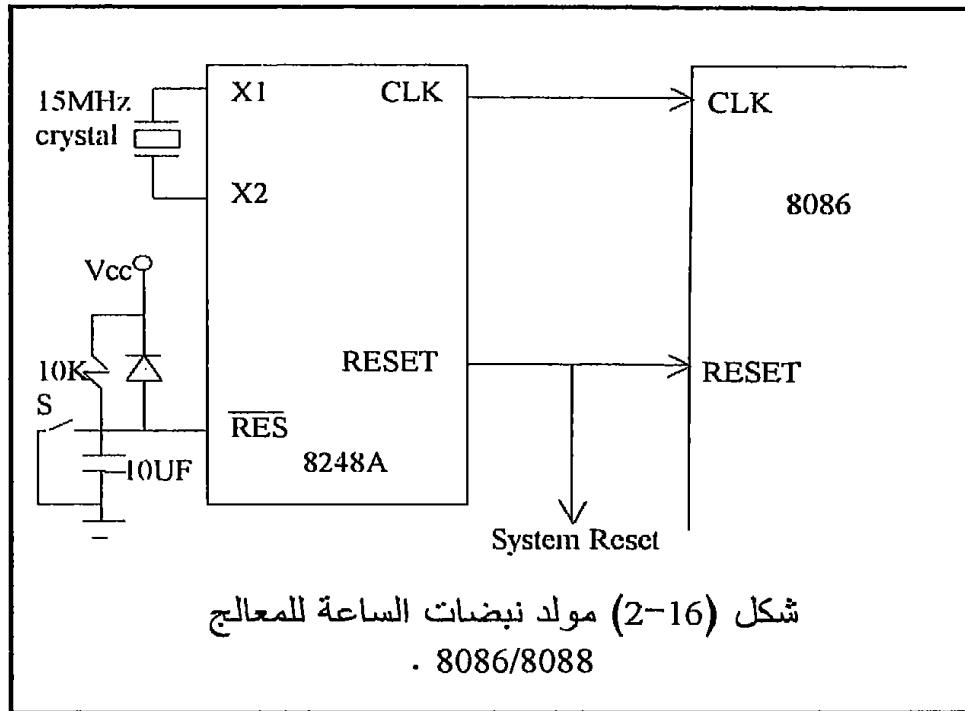 X1 CLK
15MHz
crystal
CLK
X2
8086
Vcc
RESET
10K
RESET
S
RES
8248A
10UF
System Reset
شكل (16-2) مولد نبضات الساعة للمعالج
8086/8088 .